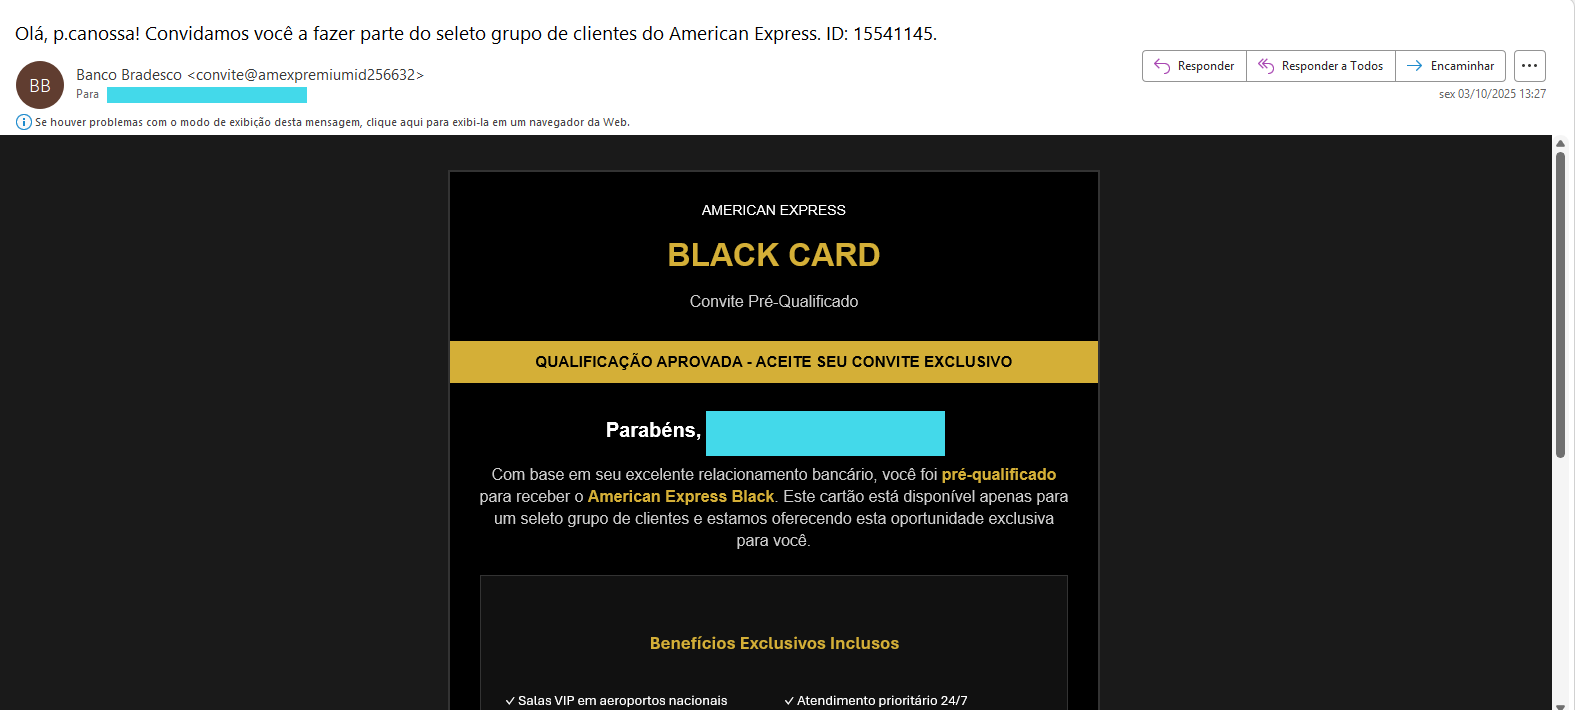 Olá, p.canossa! Convidamos você a fazer parte do seleto grupo de clientes do American Express. ID: 15541145.
BB
Banco Bradesco <convite@amexpremiumid256632>
Para
Responder
Responder a Todos
Encaminhar
sex 03/10/2025 13:27
Se houver problemas com o modo de exibição desta mensagem, clique aqui para exibi-la em um navegador da Web.
AMERICAN EXPRESS
BLACK CARD
Convite Pré-Qualificado
QUALIFICAÇÃO APROVADA - ACEITE SEU CONVITE EXCLUSIVO
Parabéns,
Com base em seu excelente relacionamento bancário, você foi pré-qualificado
para receber o American Express Black. Este cartão está disponível apenas para
um seleto grupo de clientes e estamos oferecendo esta oportunidade exclusiva
para você.
Benefícios Exclusivos Inclusos
✓ Salas VIP em aeroportos nacionais
✓ Atendimento prioritário 24/7